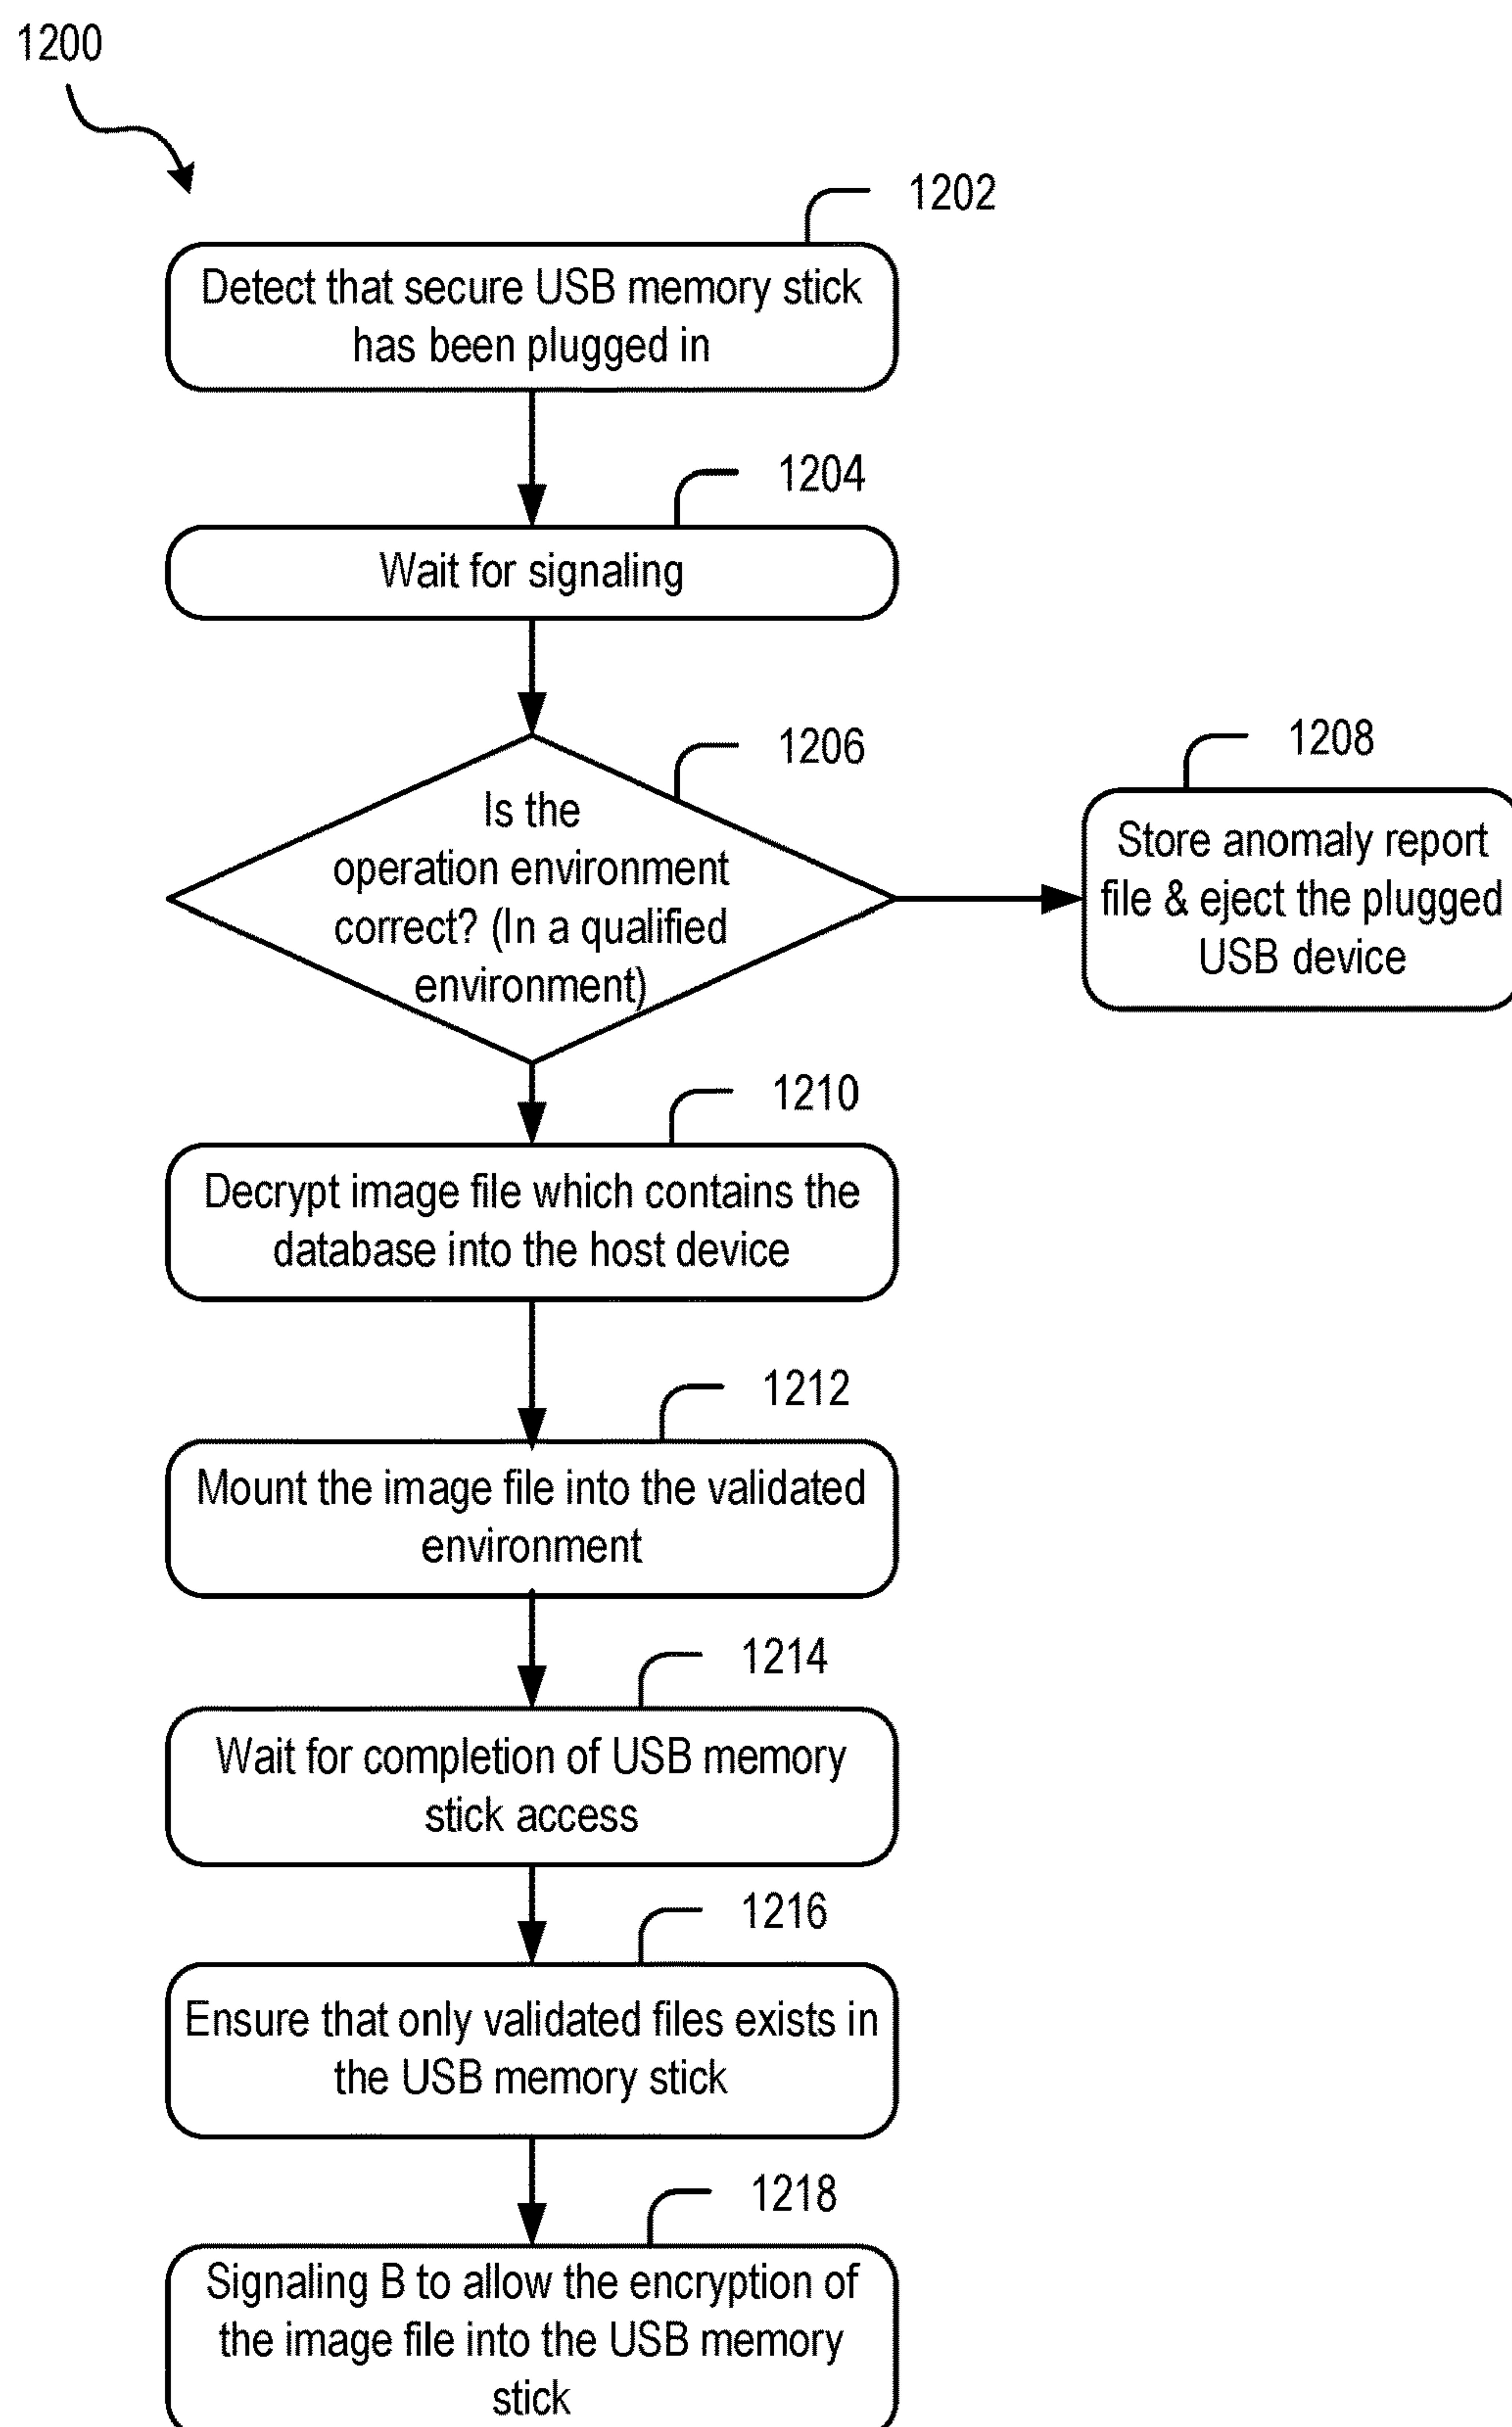 1200
1202
Detect that secure USB memory stick
has been plugged in
1204
Wait for signaling
1206
Is the
operation environment
correct? (In a qualified
environment)
1208
Store anomaly report
file & eject the plugged
USB device
1210
Decrypt image file which contains the
database into the host device
1212
Mount the image file into the validated
environment
1214
Wait for completion of USB memory
stick access
1216
Ensure that only validated files exists in
the USB memory stick
1218
Signaling B to allow the encryption of
the image file into the USB memory
stick